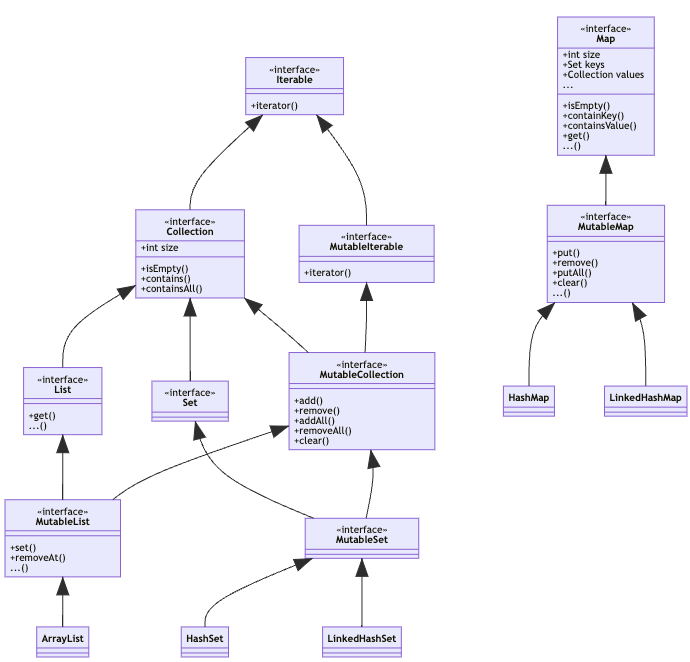 «interface»
Iterable
+iterator()
«interface»
Map
+int size
+Set keys
+Collection values
...
+isEmpty()
+containKey()
+containsValue()
+get()
...()
«interface»
Collection
+int size
+isEmpty()
+contains()
+containsAll()
«interface»
MutableIterable
+iterator()
«interface»
MutableMap
+put()
+remove()
+putAll()
+clear()
...()
«interface»
List
+get()
...()
«interface»
Set
«interface»
MutableCollection
+add()
+remove()
+addAll()
+removeAll()
+clear()
HashMap
LinkedHashMap
«interface»
MutableList
+set()
+removeAt()
...()
«interface»
MutableSet
ArrayList
HashSet
LinkedHashSet